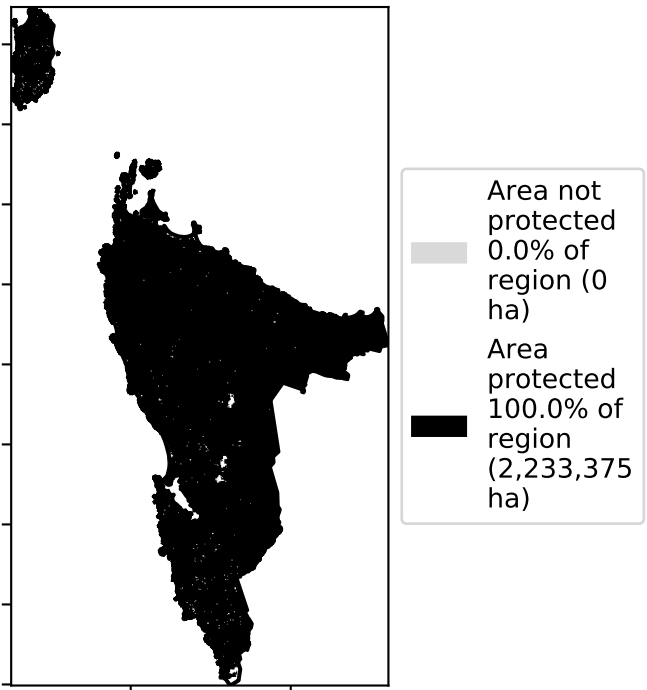 Area not
protected
0.0% of
region (0
ha)
Area
protected
100.0% of
region
(2,233,375
ha)